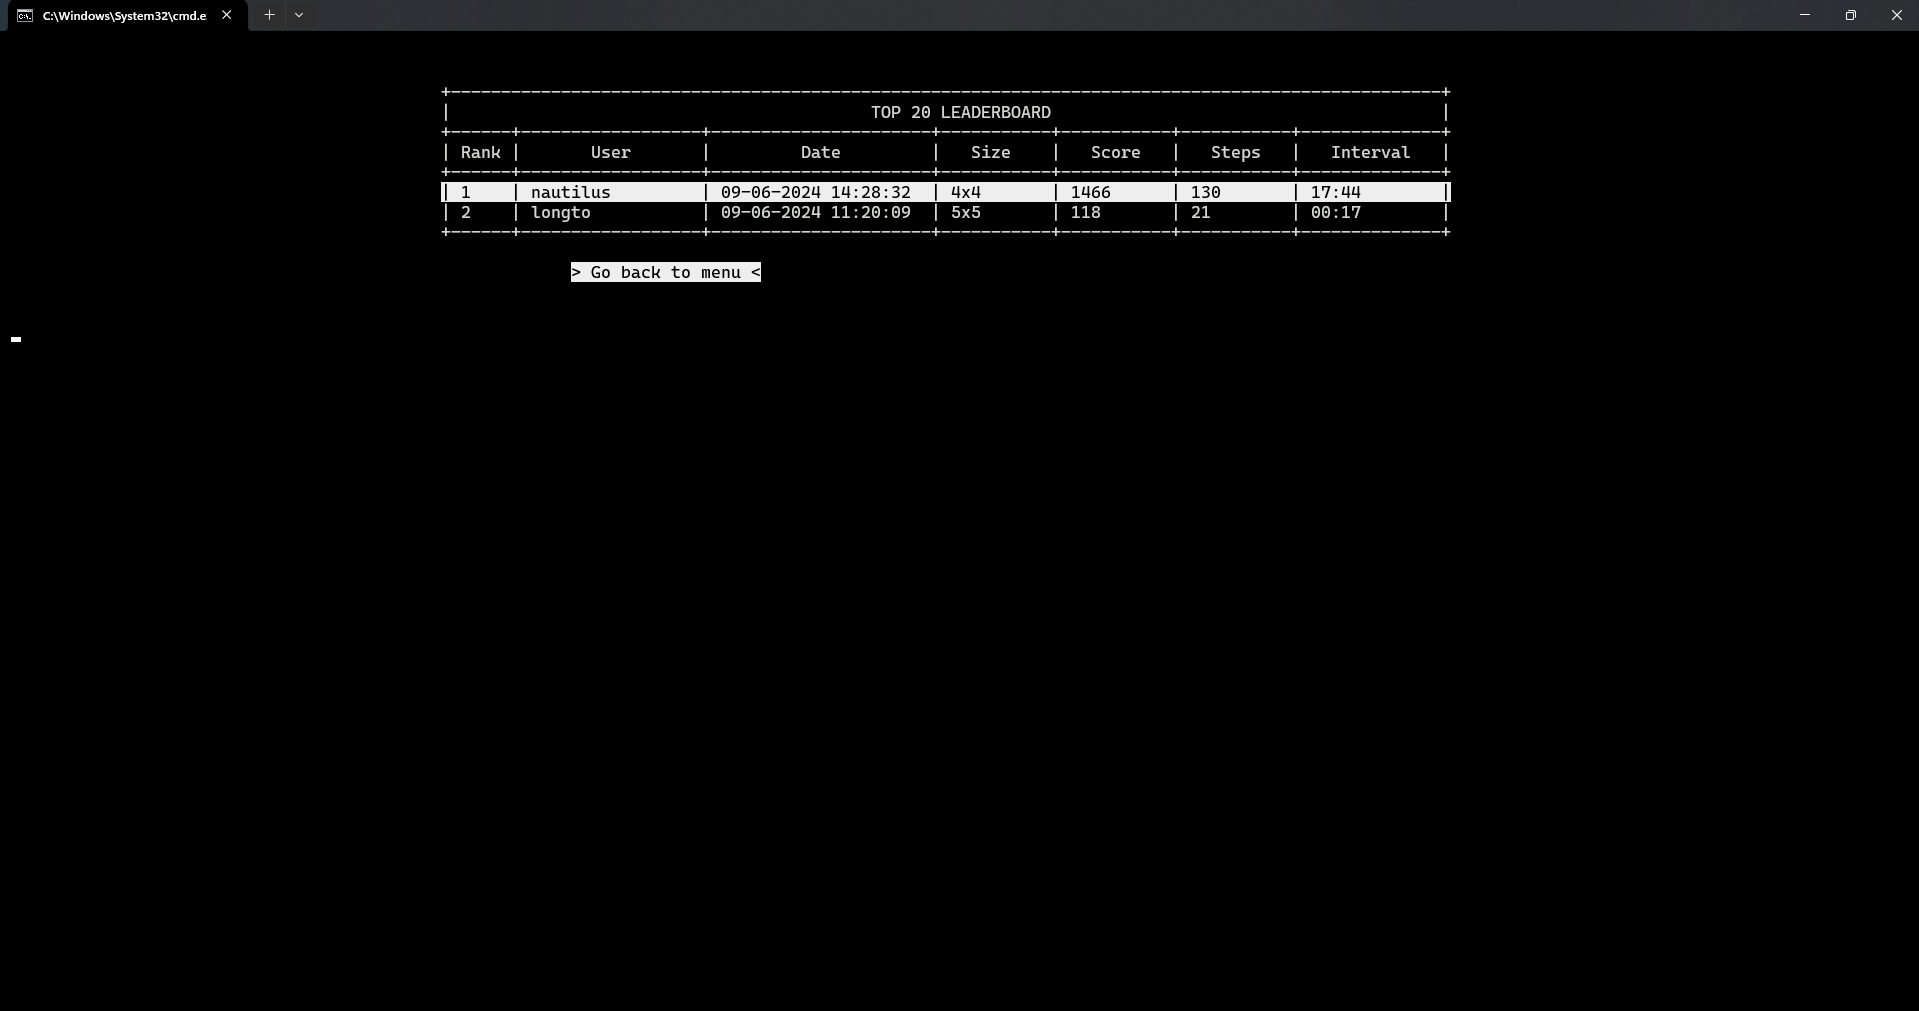 C:\Windows\System32\cmd.e
TOP 20 LEADERBOARD
| Rank | User | Date | Size | Score | Steps | Interval |
| 1 | nautilus | 09-06-2024 14:28:32 | 4x4 | 1466 | 130 | 17:44 |
| 2 | longto | 09-06-2024 11:20:09 | 5x5 | 118 | 21 | 00:17 |
> Go back to menu <